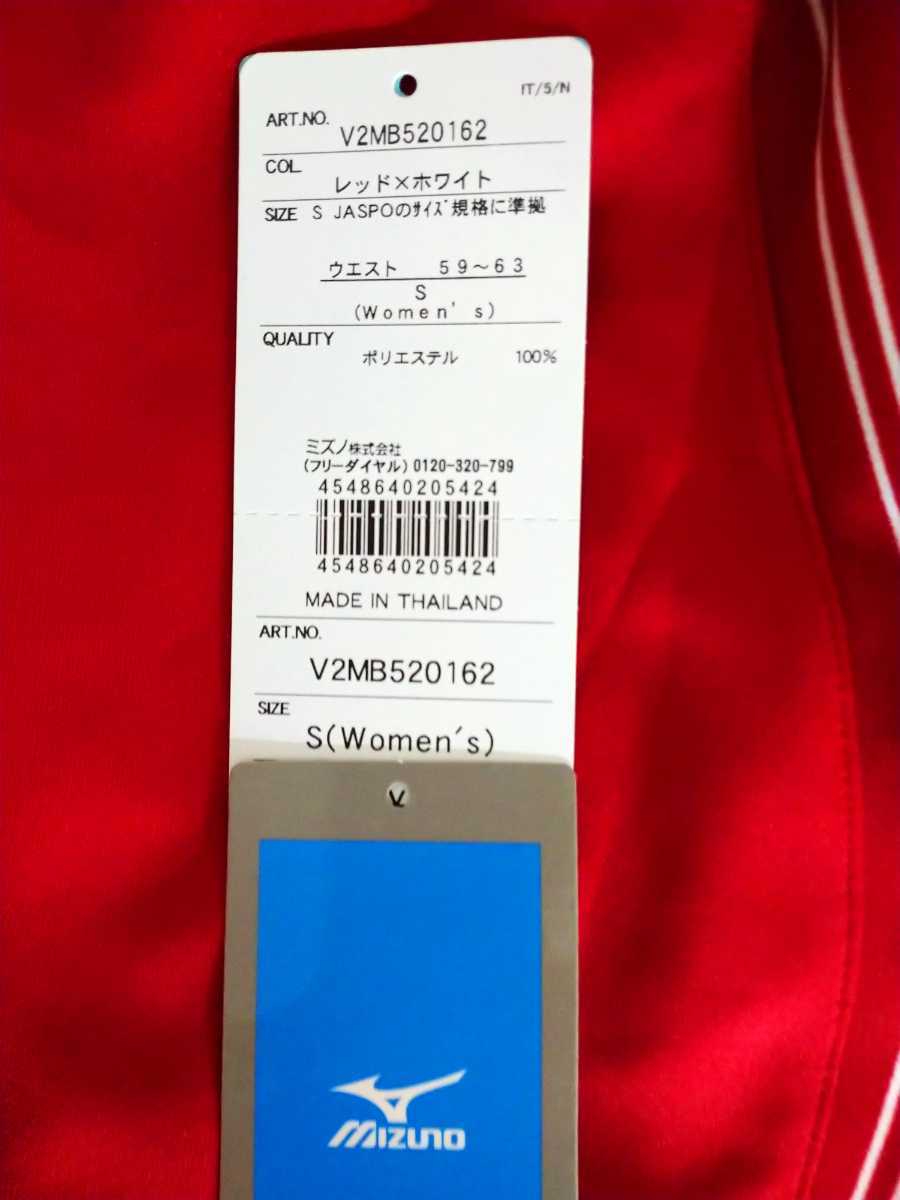 IT/5/N
ART.NO.
V2MB520162
COL
レッド×ホワイト
SIZE S JASPOのｻｲｽﾞ規格に準拠
ウエスト 59~63
S
(Women's)
QUALITY
ポリエステル 100%
ミズノ株式会社
(フリーダイヤル) 0120-320-799
4548640205424
4548640205424
MADE IN THAILAND
ART.NO.
V2MB520162
SIZE
S(Women's)
MIZUNO